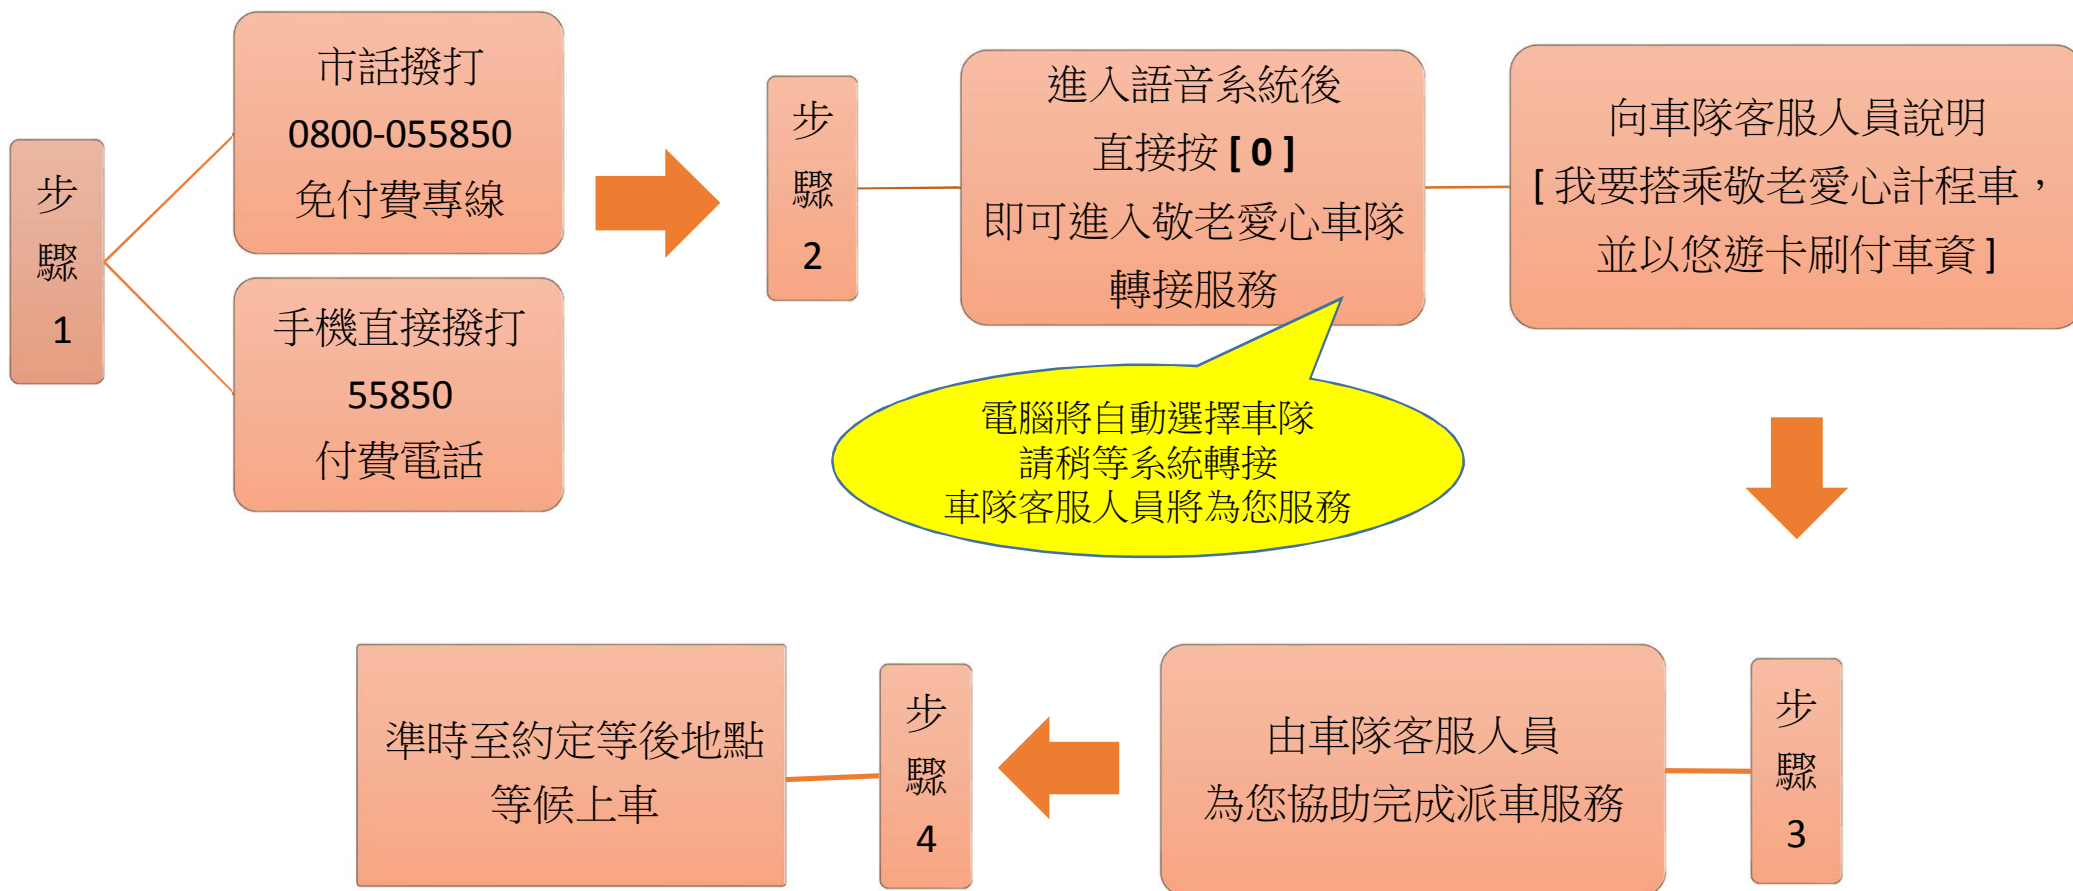 步
驟
1
市話撥打
0800-055850
免付費專線
手機直接撥打
55850
付費電話
步
驟
2
進入語音系統後
直接按 [ 0 ]
即可進入敬老愛心車隊
轉接服務
電腦將自動選擇車隊
請稍等系統轉接
車隊客服人員將為您服務
向車隊客服人員說明
[ 我要搭乘敬老愛心計程車，
並以您遊卡刷付車資 ]
步
驟
3
由車隊客服人員
為您協助完成派車服務
步
驟
4
準時至約定等後地點
等候上車